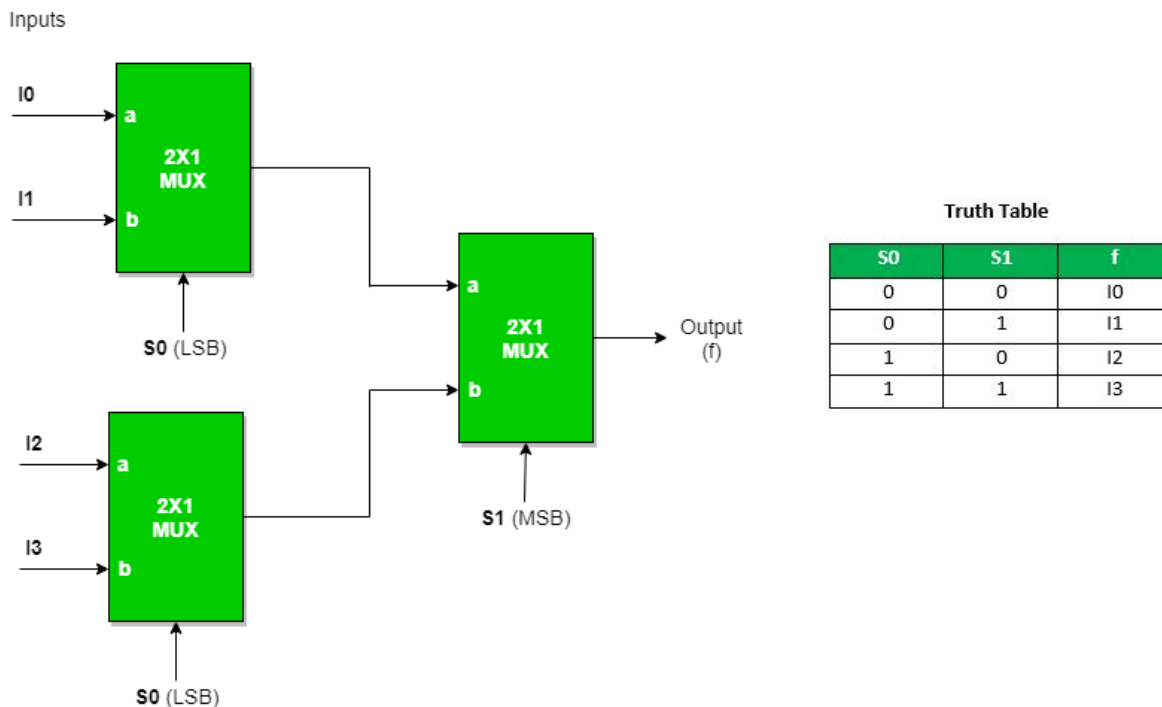 Inputs
I0
a
2X1
MUX
I1
b
S0 (LSB)
a
2X1
MUX
b
Output
(f)
S1 (MSB)
I2
a
2X1
MUX
I3
b
S0 (LSB)
Truth Table
S0 S1 f
0 0 I0
0 1 I1
1 0 I2
1 1 I3